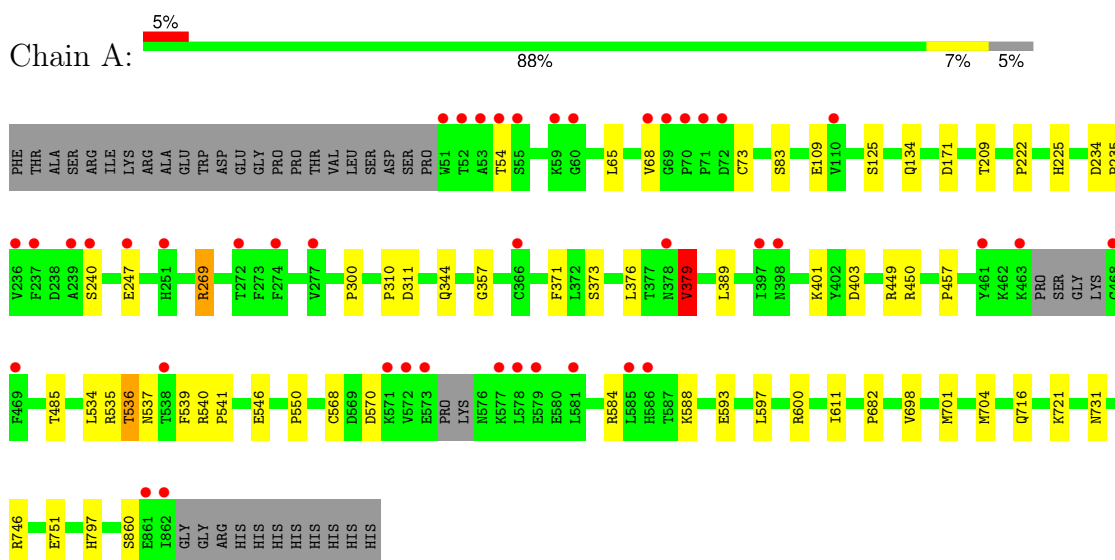 5%
Chain A:
88% 7% 5%
PHE THR ALA SER ARG ILE LYS ARG ALA GLU TRP ASP GLU GLY PRO PRO THR VAL LEU SER ASP SER PRO W51 T52 A53 T54 S55 K59 G60 L65 V68 G69 P70 P71 D72 C73 S83 E109 V110 S125 Q134 D171 T209 P222 H225 D234 P235
V236 F237 D238 A239 S240 E247 H251 R269 T272 F273 F274 V277 P300 P310 D311 Q344 G357 C366 F371 L372 S373 L376 T377 N378 V379 L389 I397 N398 K401 Y402 D403 R449 R450 P457 Y461 K462 K463 PRO SER GLY LYS G468
F469 T485 L534 R535 T536 N537 T538 F539 R540 P541 E546 P550 C568 D569 D570 K571 V572 E573 PRO LYS N576 K577 L578 E579 E580 L581 R584 L585 H586 T587 K588 E593 L597 R600 I611 P682 V698 M701 M704 Q716 K721 N731
R746 E751 H797 S860 E861 I862 GLY GLY ARG HIS HIS HIS HIS HIS HIS HIS HIS